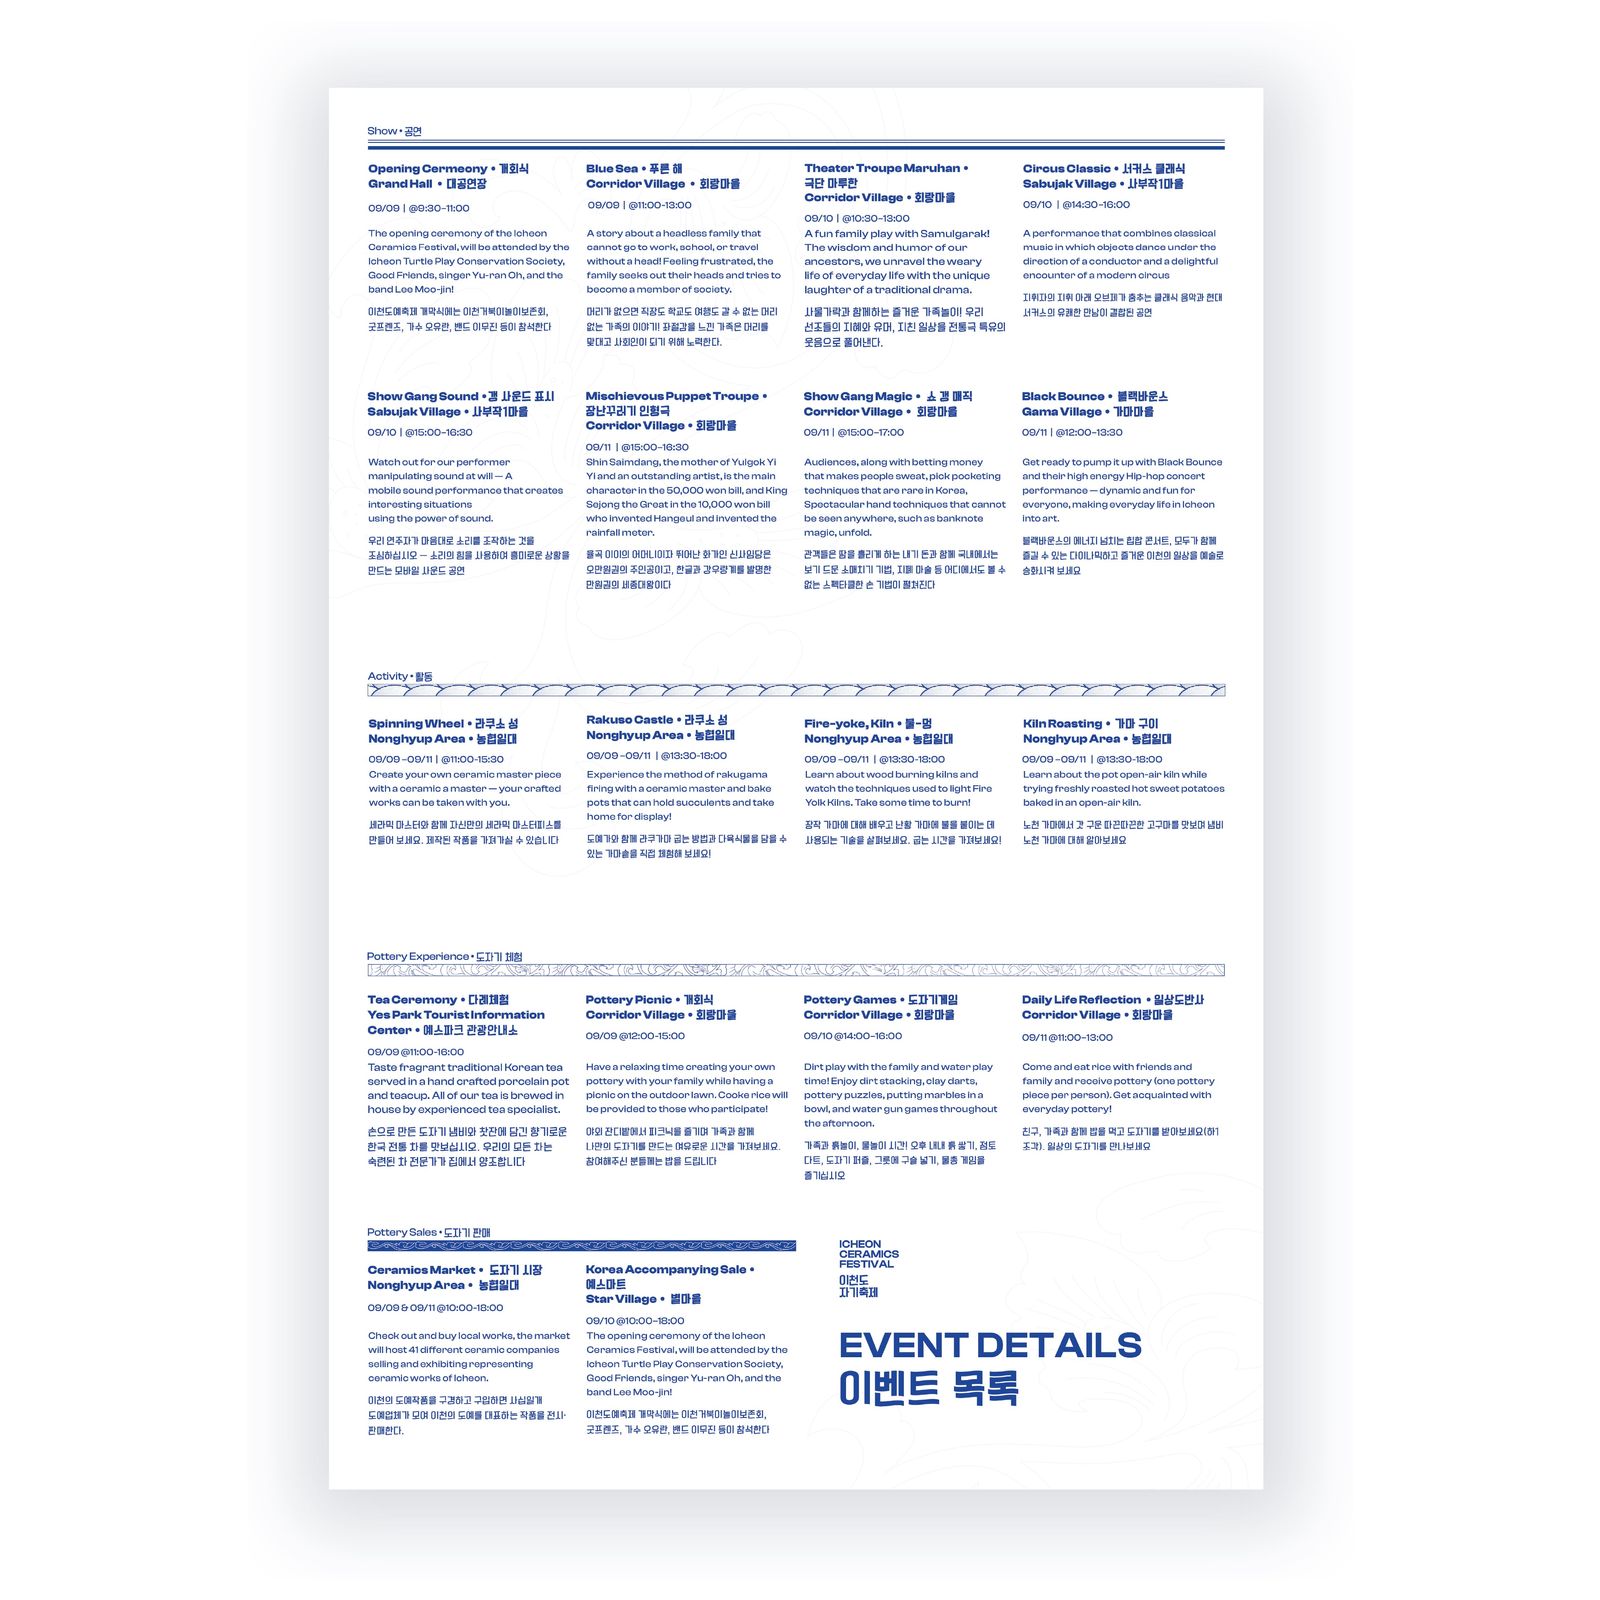 Show • 공연
Opening Cermeony • 개회식
Grand Hall • 대공연장
09/09 | @9:30-11:00
The opening ceremony of the Icheon
Ceramics Festival, will be attended by the
Icheon Turtle Play Conservation Society,
Good Friends, singer Yu-ran Oh, and the
band Lee Moo-jin!
이천도예축제 개막식에는 이천거북이놀이보존회,
굿프렌즈, 가수 오유란, 밴드 이무진 등이 참석한다
Blue Sea • 푸른 해
Corridor Village • 회랑마을
09/09 | @11:00-13:00
A story about a headless family that
cannot go to work, school, or travel
without a head! Feeling frustrated, the
family seeks out their heads and tries to
become a member of society.
머리가 없으면 직장도 학교도 여행도 갈 수 없는 머리
없는 가족의 이야기! 좌절감을 느낀 가족은 머리를
맞대고 사회인이 되기 위해 노력한다.
Theater Troupe Maruhan •
극단 마루한
Corridor Village • 회랑마을
09/10 | @10:30-13:00
A fun family play with Samulgarak!
The wisdom and humor of our
ancestors, we unravel the weary
life of everyday life with the unique
laughter of a traditional drama.
사물가락과 함께하는 즐거운 가족놀이! 우리
선조들의 지혜와 유머, 지친 일상을 전통극 특유의
웃음으로 풀어낸다.
Circus Classic • 서커스 클래식
Sabujak Village • 사부작1마을
09/10 | @14:30-16:00
A performance that combines classical
music in which objects dance under the
direction of a conductor and a delightful
encounter of a modern circus
지휘자의 지휘 아래 오브제가 춤추는 클래식 음악과 현대
서커스의 유쾌한 만남이 결합된 공연
Show Gang Sound • 갱 사운드 표시
Sabujak Village • 사부작1마을
09/10 | @15:00-16:30
Watch out for our performer
manipulating sound at will — A
mobile sound performance that creates
interesting situations
using the power of sound.
우리 연주자가 마음대로 소리를 조작하는 것을
조심하십시오 — 소리의 힘을 사용하여 흥미로운 상황을
만드는 모바일 사운드 공연
Mischievous Puppet Troupe •
장난꾸러기 인형극
Corridor Village • 회랑마을
09/11 | @15:00-16:30
Shin Saimdang, the mother of Yulgok Yi
Yi and an outstanding artist, is the main
character in the 50,000 won bill, and King
Sejong the Great in the 10,000 won bill
who invented Hangeul and invented the
rainfall meter.
율곡 이이의 어머니이자 뛰어난 화가인 신사임당은
오만원권의 주인공이고, 한글과 강우량계를 발명한
만원권의 세종대왕이다
Show Gang Magic • 쇼 갱 매직
Corridor Village • 회랑마을
09/11 | @15:00-17:00
Audiences, along with betting money
that makes people sweat, pick pocketing
techniques that are rare in Korea,
Spectacular hand techniques that cannot
be seen anywhere, such as banknote
magic, unfold.
관객들은 땀을 흘리게 하는 내기 돈과 함께 국내에서는
보기 드문 소매치기 기법, 지폐 마술 등 어디에서도 볼 수
없는 스펙타클한 손 기법이 펼쳐진다
Black Bounce • 블랙바운스
Gama Village • 가마마을
09/11 | @12:00-13:30
Get ready to pump it up with Black Bounce
and their high energy Hip-hop concert
performance — dynamic and fun for
everyone, making everyday life in Icheon
into art.
블랙바운스의 에너지 넘치는 힙합 콘서트, 모두가 함께
즐길 수 있는 다이나믹하고 즐거운 이천의 일상을 예술로
승화시켜 보세요
Activity • 활동
Spinning Wheel • 라쿠소 성
Nonghyup Area • 농협일대
09/09 -09/11 | @11:00-15:30
Create your own ceramic master piece
with a ceramic a master — your crafted
works can be taken with you.
세라믹 마스터와 함께 자신만의 세라믹 마스터피스를
만들어 보세요. 제작된 작품을 가져가실 수 있습니다
Rakuso Castle • 라쿠소 성
Nonghyup Area • 농협일대
09/09 -09/11 | @13:30-18:00
Experience the method of rakugama
firing with a ceramic master and bake
pots that can hold succulents and take
home for display!
도예가와 함께 라쿠가마 굽는 방법과 다육식물을 담을 수
있는 가마솥을 직접 체험해 보세요!
Fire-yoke, Kiln • 불-멍
Nonghyup Area • 농협일대
09/09 -09/11 | @13:30-18:00
Learn about wood burning kilns and
watch the techniques used to light Fire
Yolk Kilns. Take some time to burn!
장작 가마에 대해 배우고 난황 가마에 불을 붙이는 데
사용되는 기술을 살펴보세요. 굽는 시간을 가져보세요!
Kiln Roasting • 가마 구이
Nonghyup Area • 농협일대
09/09 -09/11 | @13:30-18:00
Learn about the pot open-air kiln while
trying freshly roasted hot sweet potatoes
baked in an open-air kiln.
노천 가마에서 갓 구운 따끈따끈한 고구마를 맛보며 냄비
노천 가마에 대해 알아보세요
Pottery Experience • 도자기 체험
Tea Ceremony • 다례체험
Yes Park Tourist Information
Center • 예스파크 관광안내소
09/09 @11:00-16:00
Taste fragrant traditional Korean tea
served in a hand crafted porcelain pot
and teacup. All of our tea is brewed in
house by experienced tea specialist.
손으로 만든 도자기 냄비와 찻잔에 담긴 향기로운
한국 전통 차를 맛보십시오. 우리의 모든 차는
숙련된 차 전문가가 집에서 양조합니다
Pottery Picnic • 개회식
Corridor Village • 회랑마을
09/09 @12:00-15:00
Have a relaxing time creating your own
pottery with your family while having a
picnic on the outdoor lawn. Cooke rice will
be provided to those who participate!
야외 잔디밭에서 피크닉을 즐기며 가족과 함께
나만의 도자기를 만드는 여유로운 시간을 가져보세요.
참여해주신 분들께는 밥을 드립니다
Pottery Games • 도자기게임
Corridor Village • 회랑마을
09/10 @14:00-16:00
Dirt play with the family and water play
time! Enjoy dirt stacking, clay darts,
pottery puzzles, putting marbles in a
bowl, and water gun games throughout
the afternoon.
가족과 흙놀이, 물놀이 시간! 오후 내내 흙 쌓기, 점토
다트, 도자기 퍼즐, 그릇에 구슬 넣기, 물총 게임을
즐기십시오
Daily Life Reflection • 일상도반사
Corridor Village • 회랑마을
09/11 @11:00-13:00
Come and eat rice with friends and
family and receive pottery (one pottery
piece per person). Get acquainted with
everyday pottery!
친구, 가족과 함께 밥을 먹고 도자기를 받아보세요(하1
조각). 일상의 도자기를 만나보세요
Pottery Sales • 도자기 판매
Ceramics Market • 도자기 시장
Nonghyup Area • 농협일대
09/09 & 09/11 @10:00-18:00
Check out and buy local works, the market
will host 41 different ceramic companies
selling and exhibiting representing
ceramic works of Icheon.
이천의 도예작품을 구경하고 구입하면 사십일개
도예업체가 모여 이천의 도예를 대표하는 작품을 전시·
판매한다.
Korea Accompanying Sale •
예스마트
Star Village • 별마을
09/10 @10:00-18:00
The opening ceremony of the Icheon
Ceramics Festival, will be attended by the
Icheon Turtle Play Conservation Society,
Good Friends, singer Yu-ran Oh, and the
band Lee Moo-jin!
이천도예축제 개막식에는 이천거북이놀이보존회,
굿프렌즈, 가수 오유란, 밴드 이무진 등이 참석한다
ICHEON
CERAMICS
FESTIVAL
이천도
자기축제
EVENT DETAILS
이벤트 목록